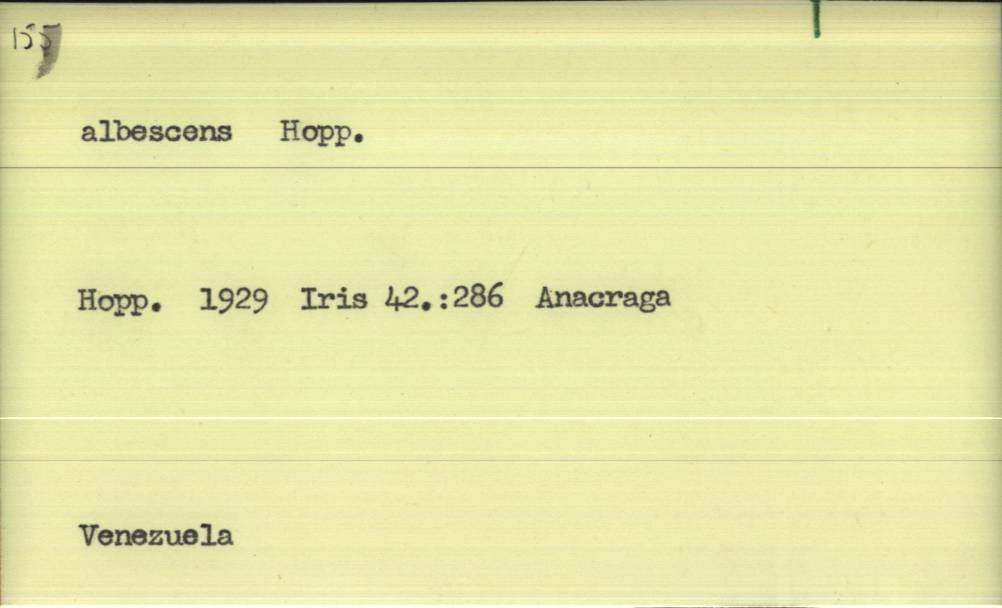 155
albescens Hopp.
Hopp. 1929 Iris 42.:286 Anacraga
Venezuela